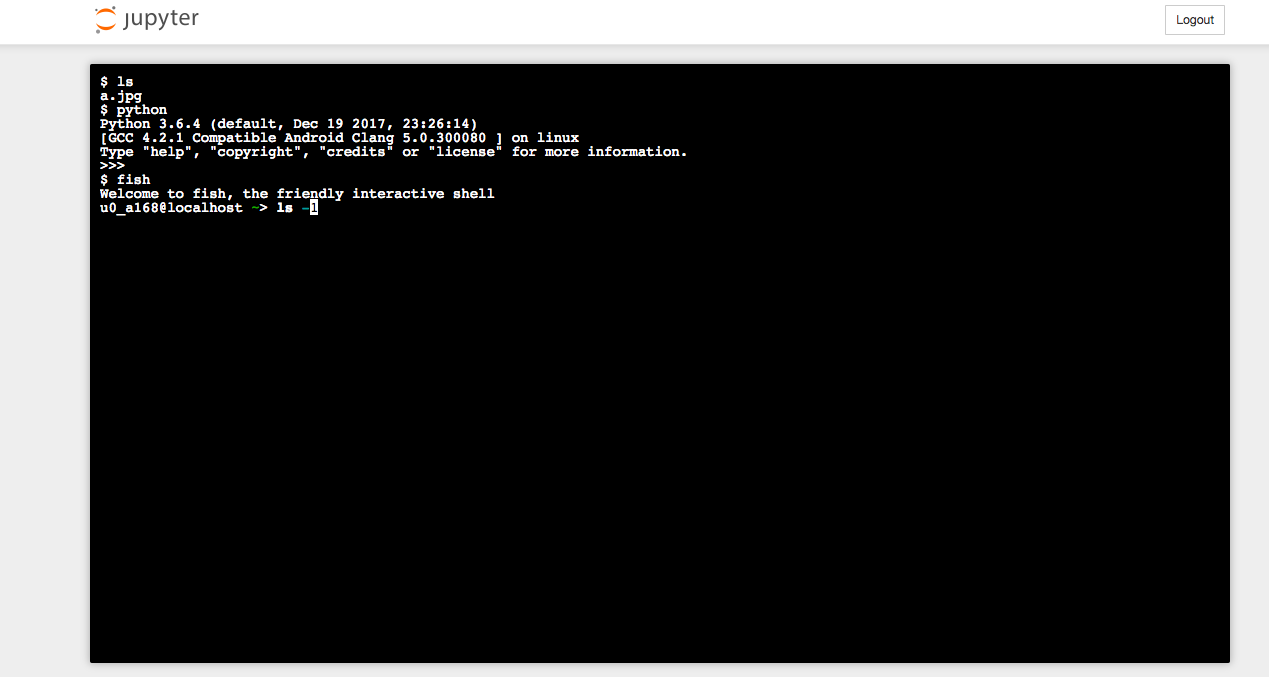 jupyter
Logout
$ ls
a.jpg
$ python
Python 3.6.4 (default, Dec 19 2017, 23:26:14)
[GCC 4.2.1 Compatible Android Clang 5.0.300080 ] on linux
Type "help", "copyright", "credits" or "license" for more information.
>>>
$ fish
Welcome to fish, the friendly interactive shell
u0_a168@localhost ~> ls -l